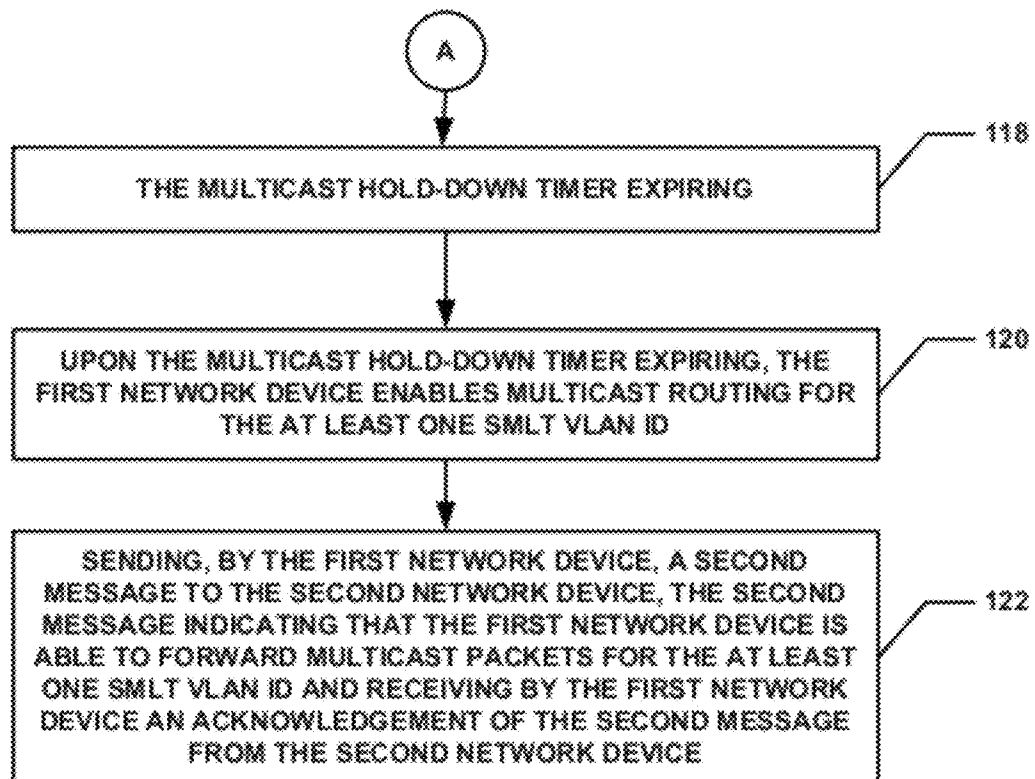 A
118
THE MULTICAST HOLD-DOWN TIMER EXPIRING
120
UPON THE MULTICAST HOLD-DOWN TIMER EXPIRING, THE
FIRST NETWORK DEVICE ENABLES MULTICAST ROUTING FOR
THE AT LEAST ONE SMLT VLAN ID
SENDING, BY THE FIRST NETWORK DEVICE, A SECOND
MESSAGE TO THE SECOND NETWORK DEVICE, THE SECOND
MESSAGE INDICATING THAT THE FIRST NETWORK DEVICE IS
ABLE TO FORWARD MULTICAST PACKETS FOR THE AT LEAST
ONE SMLT VLAN ID AND RECEIVING BY THE FIRST NETWORK
DEVICE AN ACKNOWLEDGEMENT OF THE SECOND MESSAGE
FROM THE SECOND NETWORK DEVICE
122